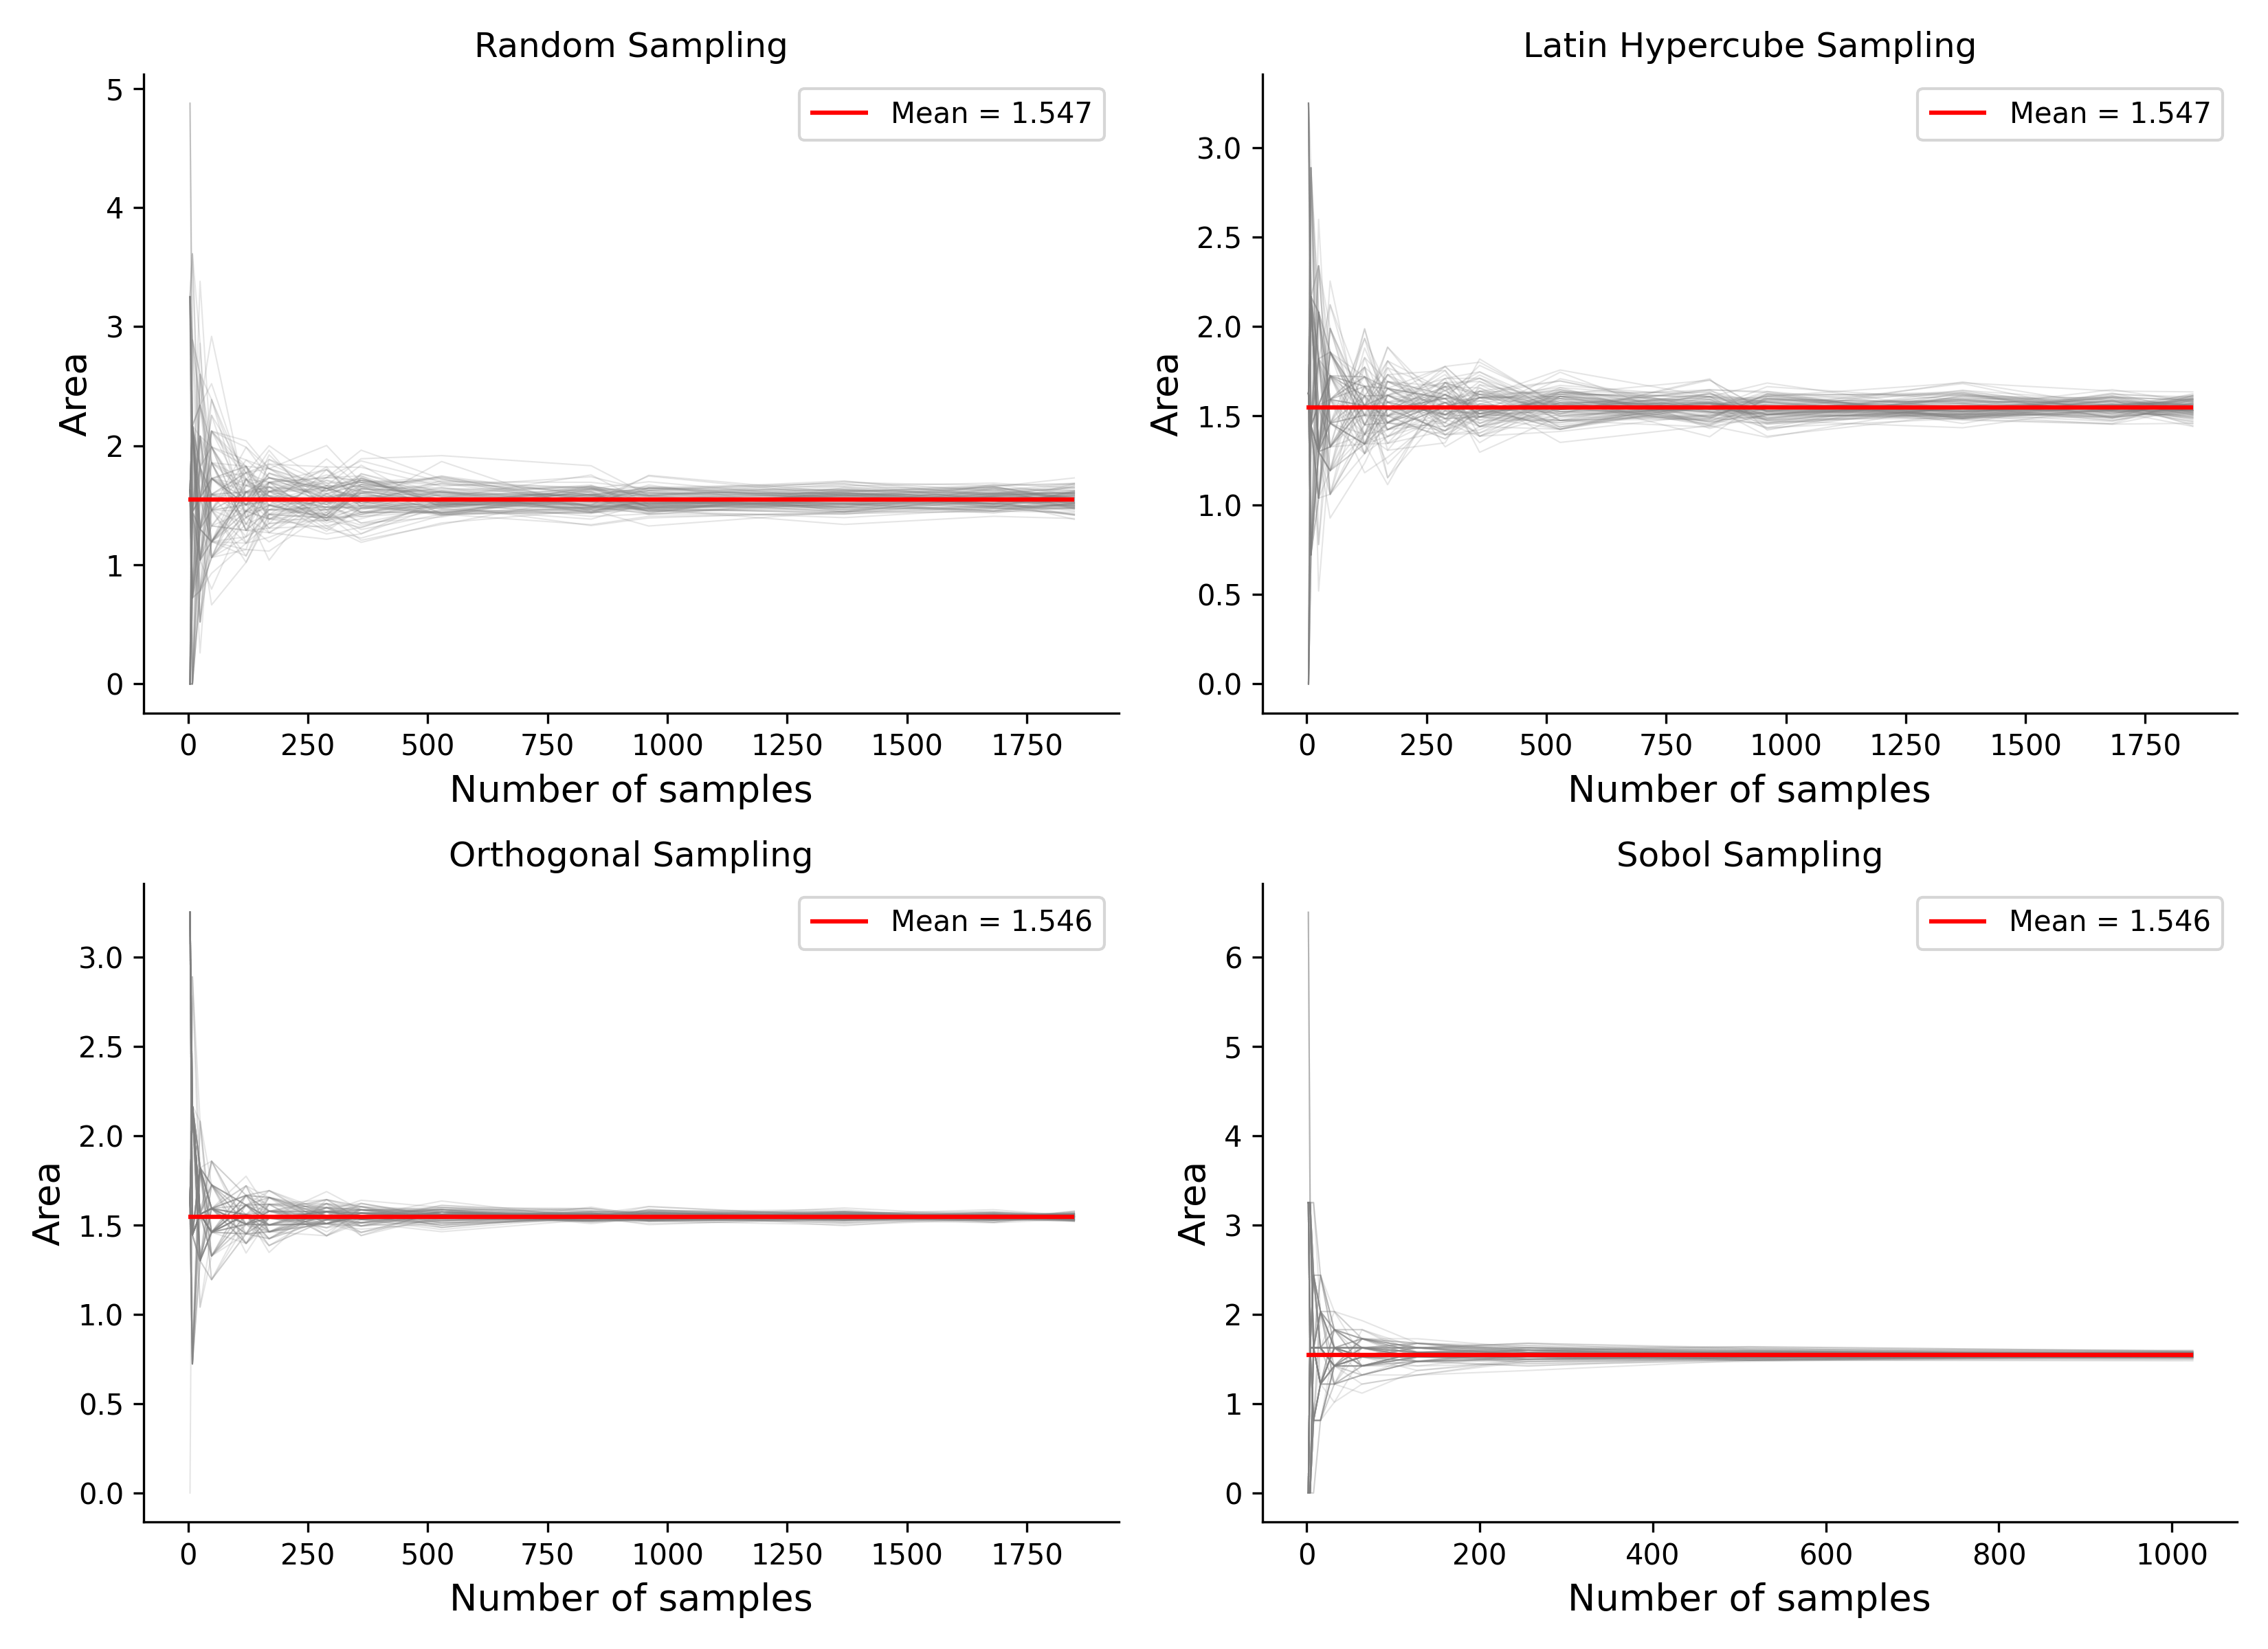 Random Sampling
5
4
3
2
1
0
Area
Mean = 1.547
0 250 500 750 1000 1250 1500 1750
Number of samples
Latin Hypercube Sampling
3.0
2.5
2.0
1.5
1.0
0.5
0.0
Area
Mean = 1.547
0 250 500 750 1000 1250 1500 1750
Number of samples
Orthogonal Sampling
3.0
2.5
2.0
1.5
1.0
0.5
0.0
Area
Mean = 1.546
0 250 500 750 1000 1250 1500 1750
Number of samples
Sobol Sampling
6
5
4
3
2
1
0
Area
Mean = 1.546
0 200 400 600 800 1000
Number of samples